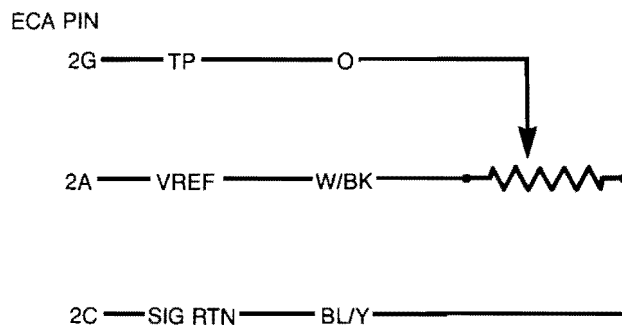 ECA PIN
2G TP O
2A VREF W/BK
2C SIG RTN BL/Y